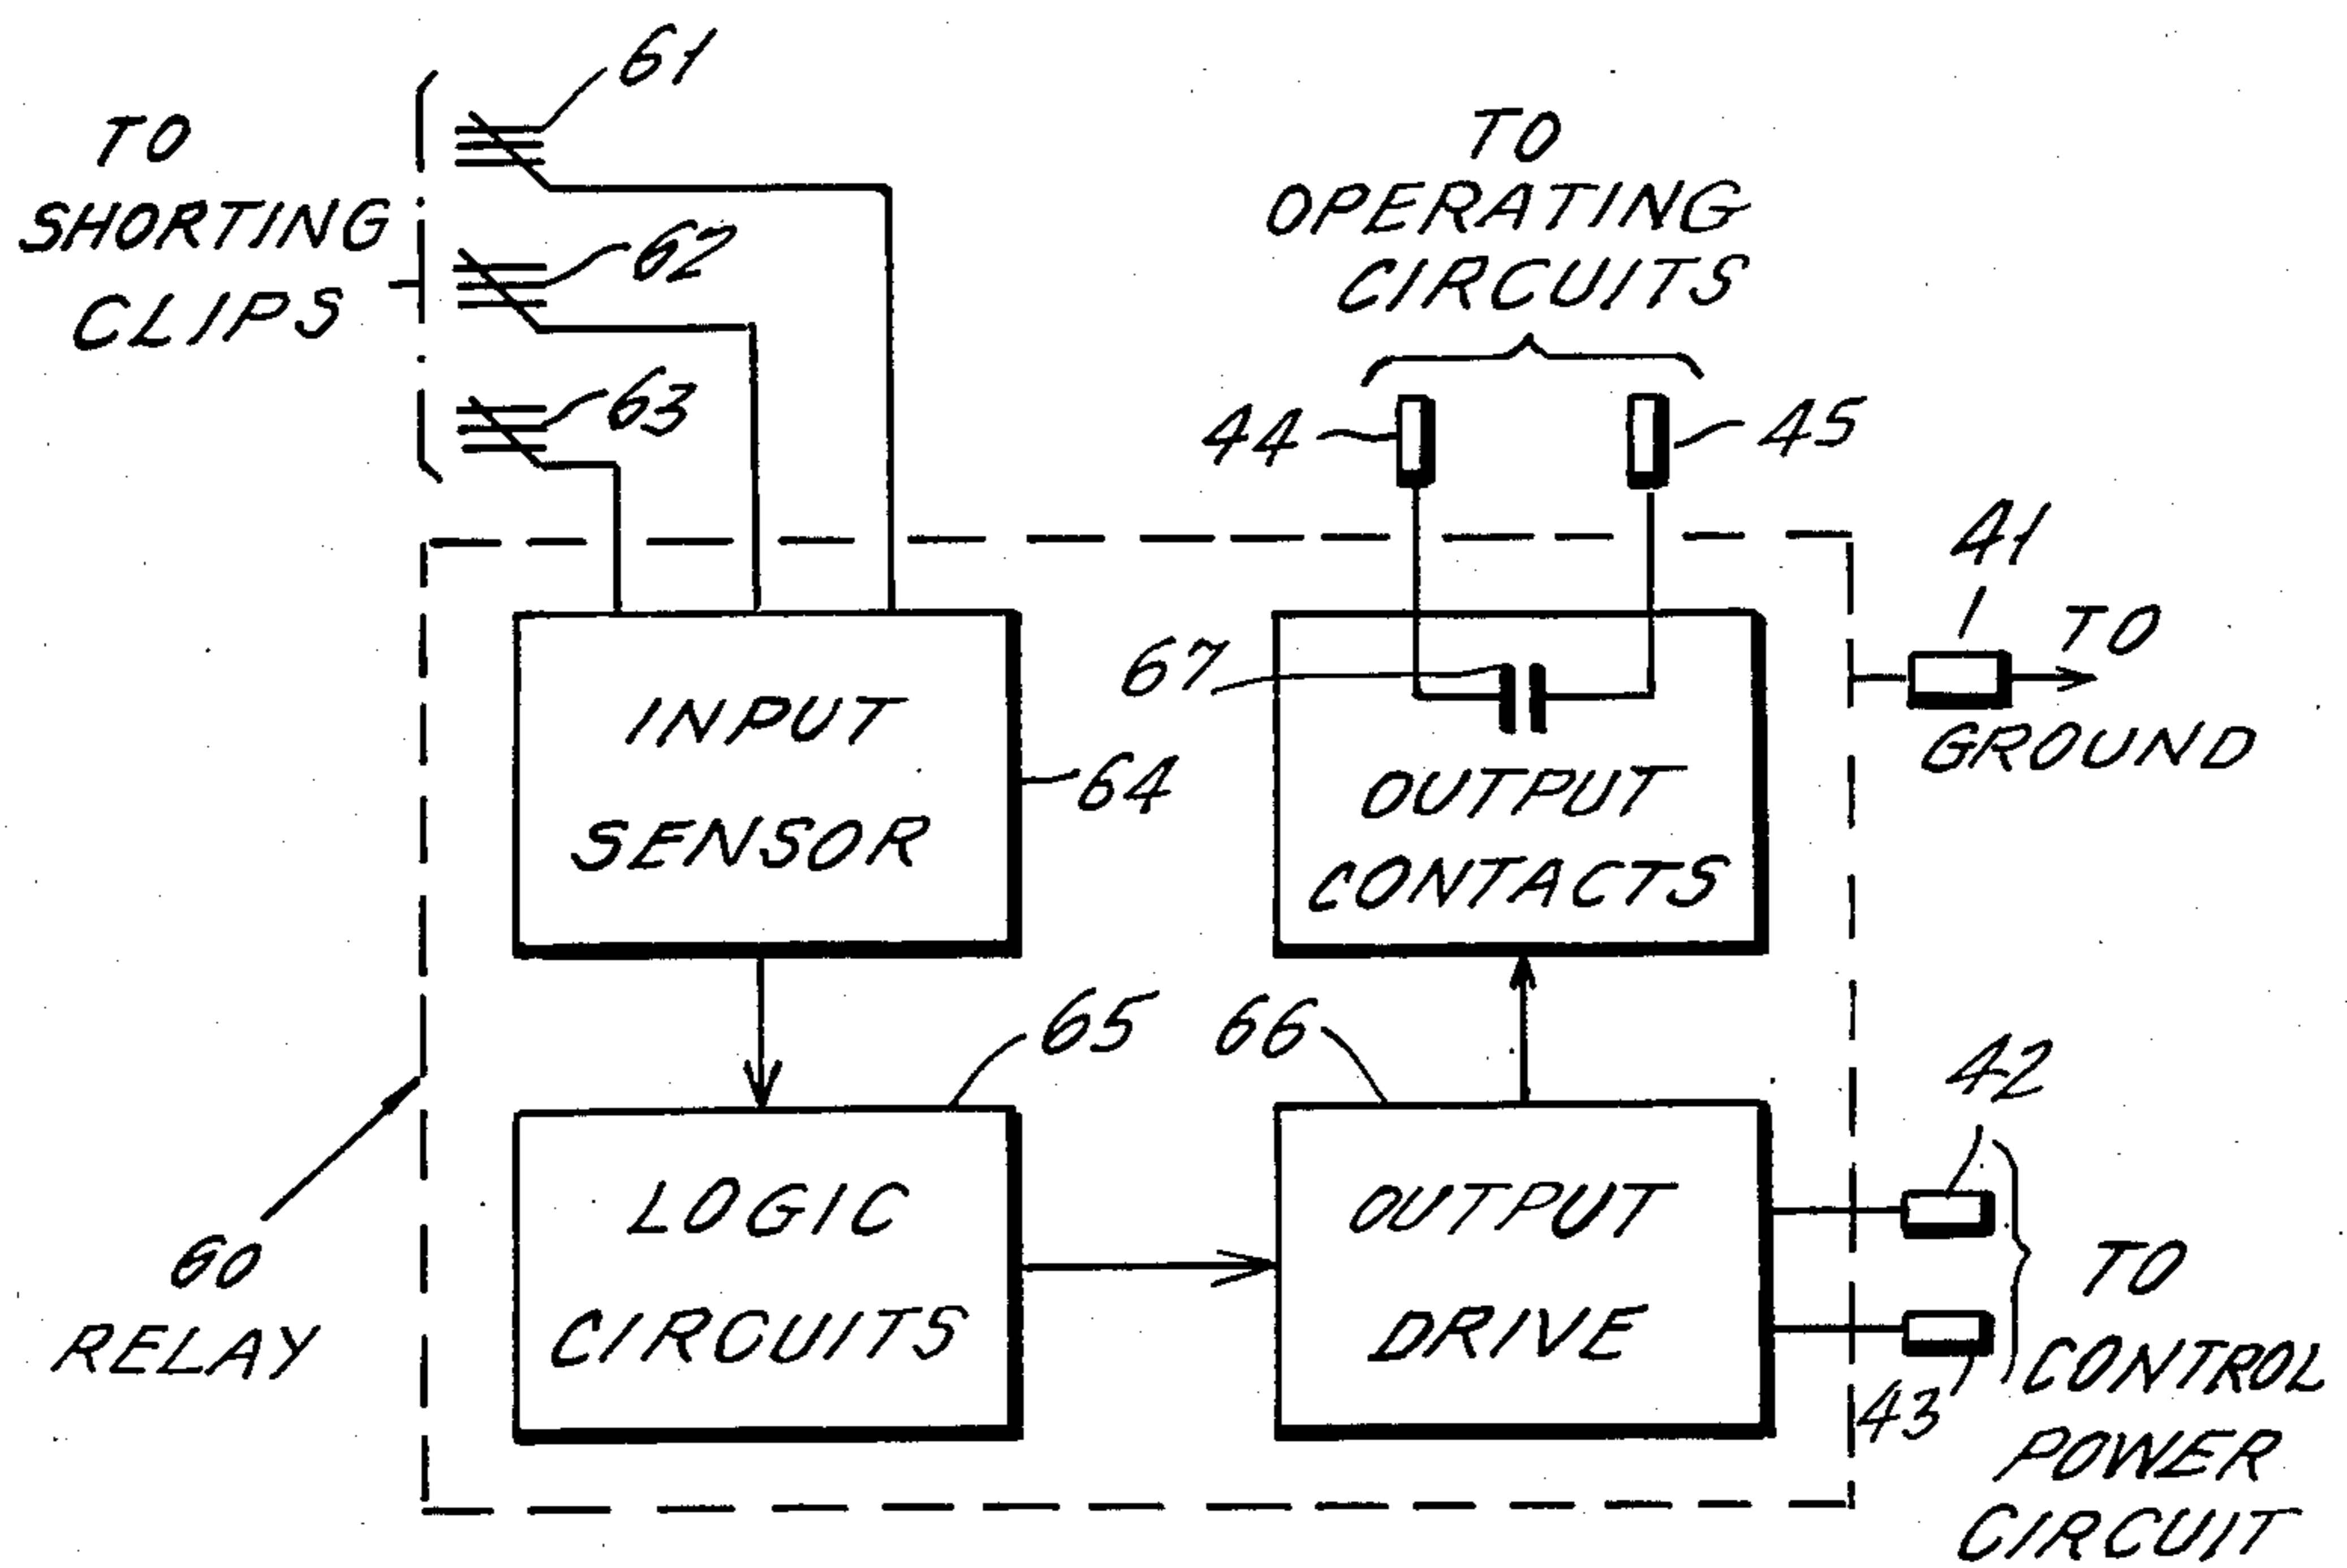 61
TO
SHORTING
CLIPS
62
63
TO
OPERATING
CIRCUITS
44
45
41
TO
GROUND
67
INPUT
SENSOR
64
OUTPUT
CONTACTS
65
66
42
LOGIC
CIRCUITS
OUTPUT
DRIVE
60
RELAY
43
TO
CONTROL
POWER
CIRCUIT